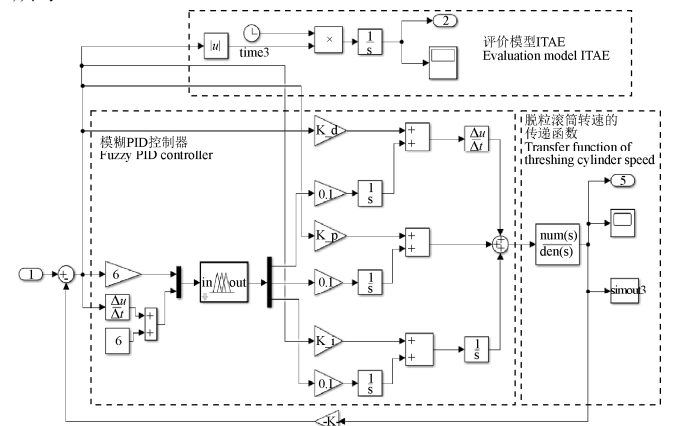 |u|
time3
×
1
s
2
评价模型ITAE
Evaluation model ITAE
模糊PID控制器
Fuzzy PID controller
脱粒滚筒转速的
传递函数
Transfer function of
threshing cylinder speed
K_d
+
+
Δu
Δt
0.1
1
s
K_p
+
+
0.1
1
s
K_i
+
+
1
s
0.1
1
s
1
+
-
6
Δu
Δt
6
+
+
in out
+
+
+
num(s)
den(s)
5
simout3
-K